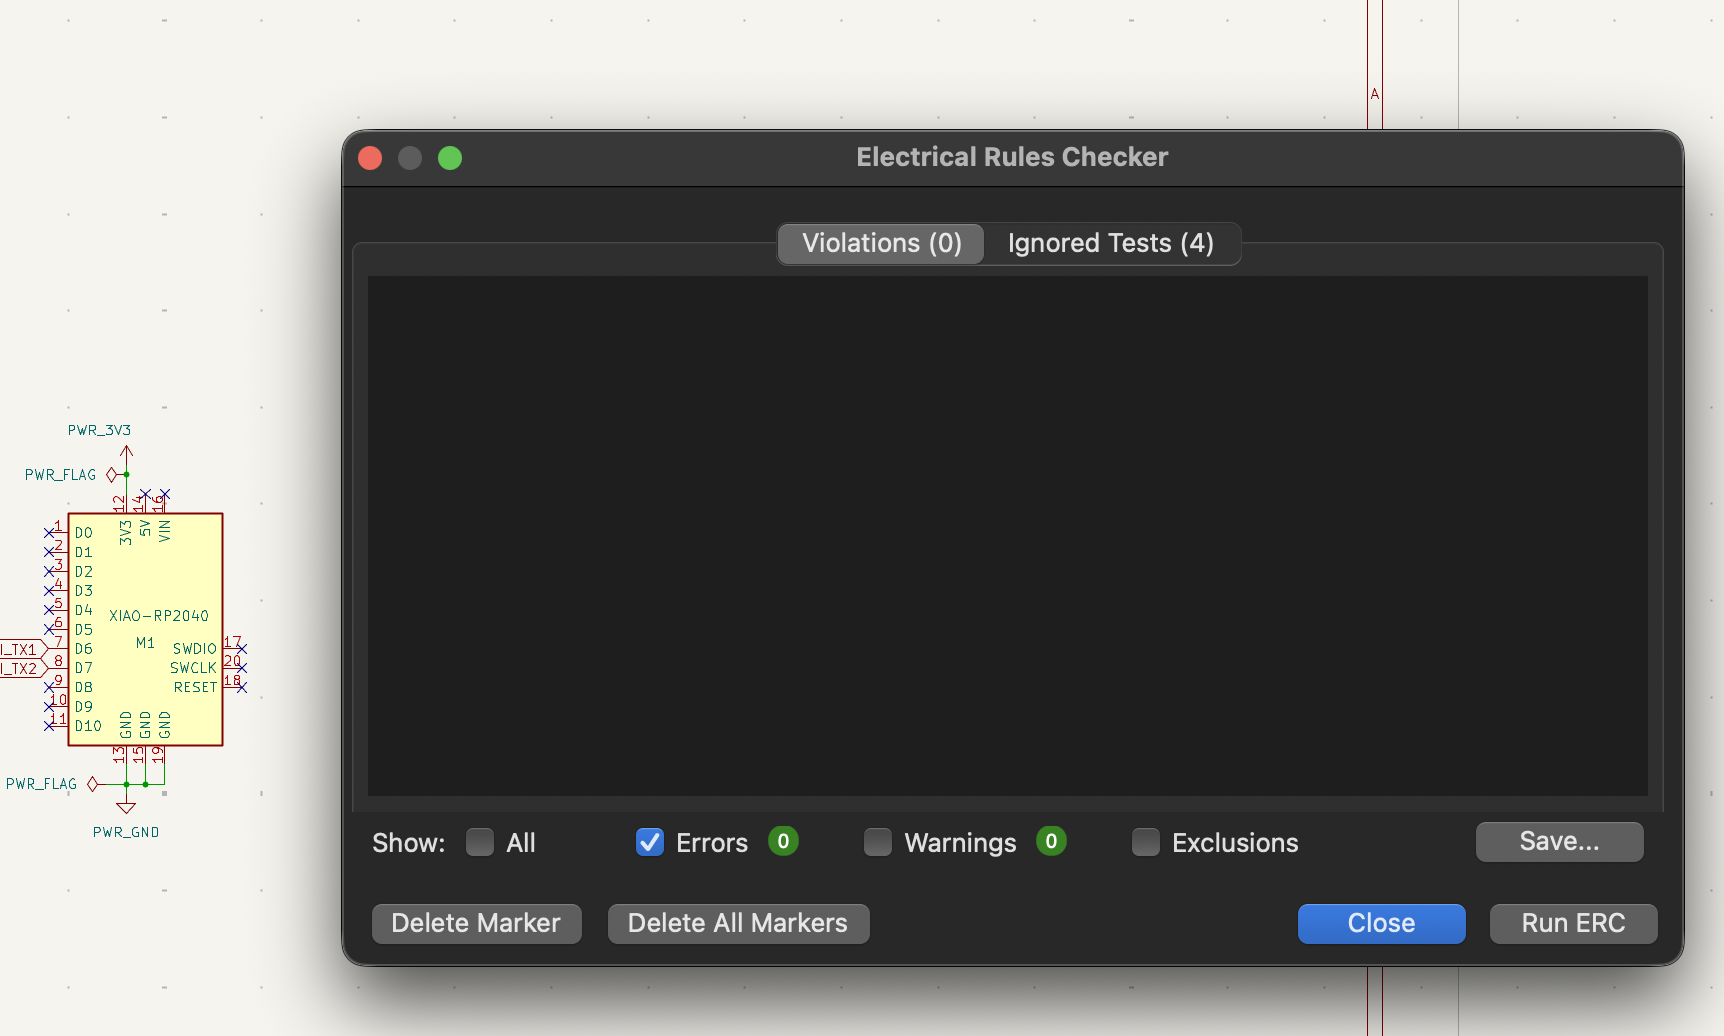 A
Electrical Rules Checker
Violations (0)
Ignored Tests (4)
PWR_3V3
PWR_FLAG
12
14
16
3V3
5V
VIN
1 D0
2 D1
3 D2
4 D3
5 D4
6 D5
I_TX1 7 D6
I_TX2 8 D7
9 D8
10 D9
11 D10
XIAO-RP2040
M1
SWDIO 17
SWCLK 20
RESET 18
GND
GND
GND
13
15
19
PWR_FLAG
PWR_GND
Show: All Errors 0 Warnings 0 Exclusions Save...
Delete Marker Delete All Markers Close Run ERC